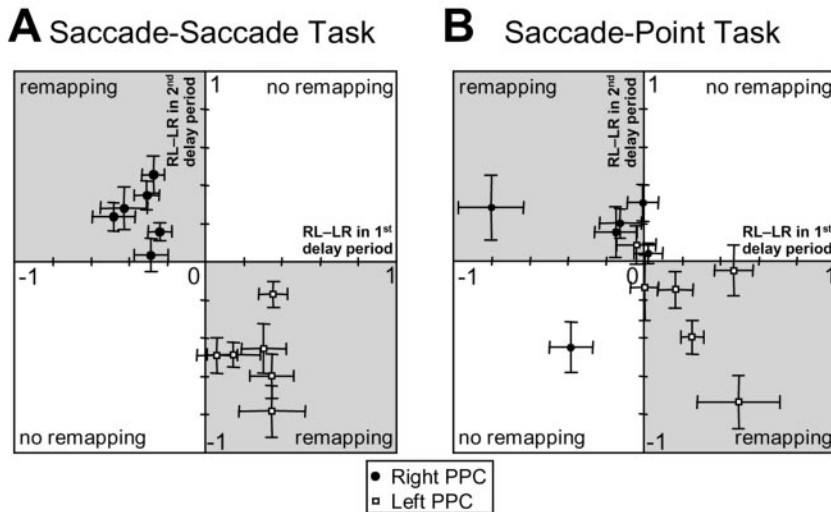 A Saccade-Saccade Task
remapping
no remapping
1
RL–LR in 2nd
delay period
RL–LR in 1st
delay period
-1
0
1
no remapping
remapping
-1
B Saccade-Point Task
remapping
no remapping
1
RL–LR in 2nd
delay period
RL–LR in 1st
delay period
-1
0
1
no remapping
remapping
-1
Right PPC
Left PPC